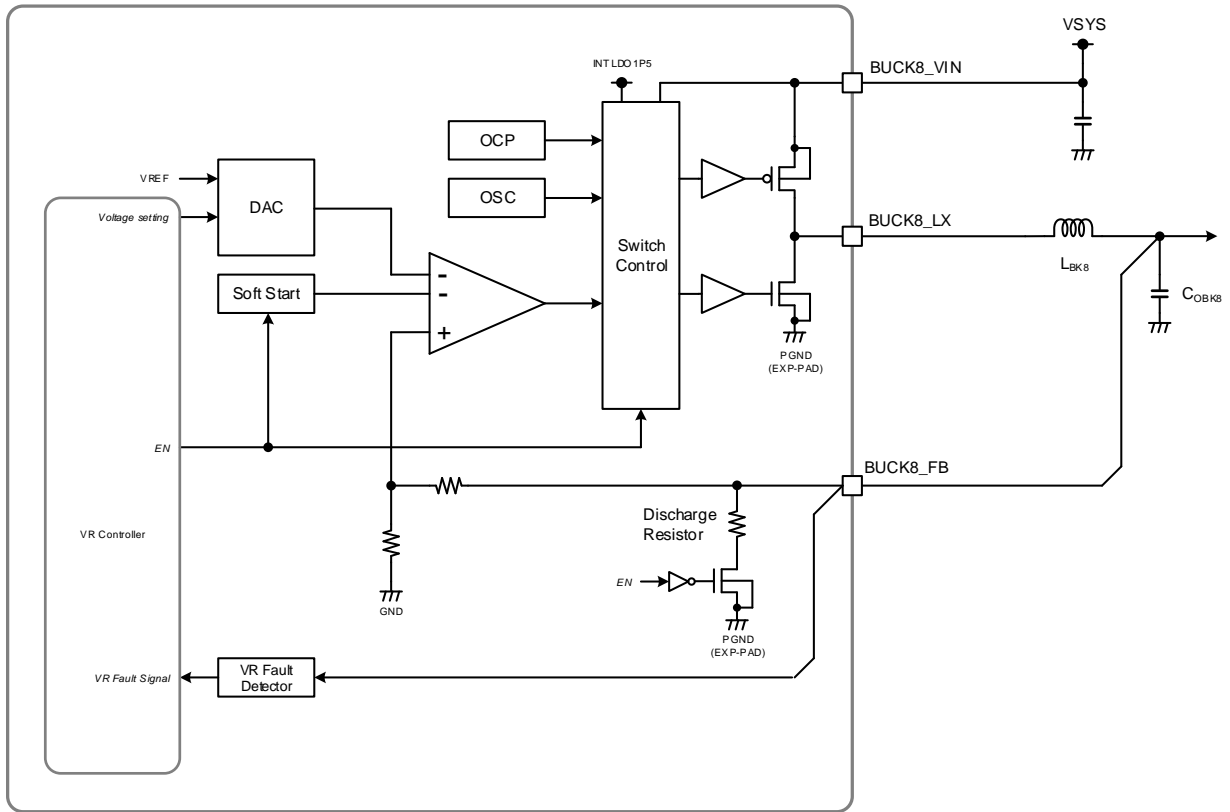 VSYS
INTLDO1P5
BUCK8_VIN
OCP
VREF
DAC
OSC
Voltage setting
BUCK8_LX
Switch
Control
LBK8
-
-
Soft Start
COBK8
+
PGND
(EXP-PAD)
EN
BUCK8_FB
Discharge
Resistor
VR Controller
EN
GND
PGND
(EXP-PAD)
VR Fault Signal
VR Fault
Detector